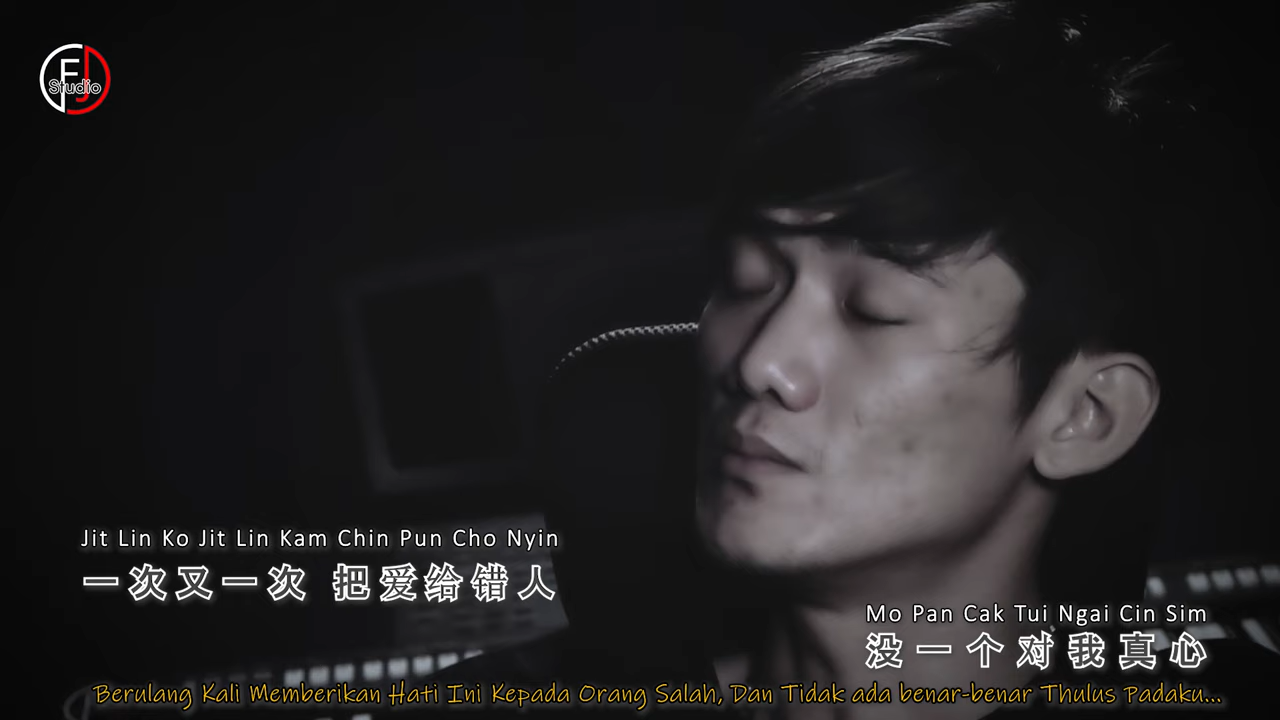 FJ
Studio
Jit Lin Ko Jit Lin Kam Chin Pun Cho Nyin
一次又一次 把爱给错人
Mo Pan Cak Tui Ngai Cin Sim
没一个对我真心
Berulang Kali Memberikan Hati Ini Kepada Orang Salah, Dan Tidak ada benar-benar Thulus Padaku...